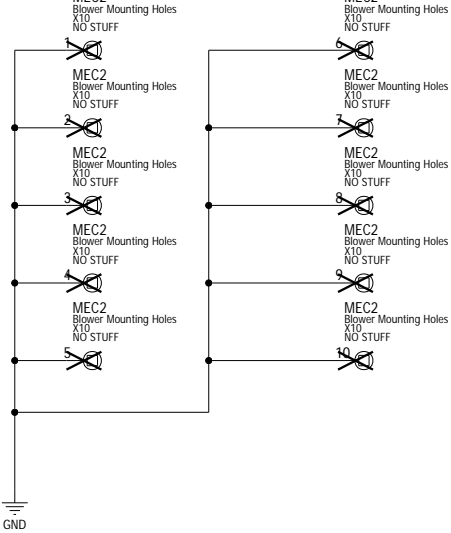 MEC2
Blower Mounting Holes
X10
NO STUFF
1
MEC2
Blower Mounting Holes
X10
NO STUFF
2
MEC2
Blower Mounting Holes
X10
NO STUFF
3
MEC2
Blower Mounting Holes
X10
NO STUFF
4
MEC2
Blower Mounting Holes
X10
NO STUFF
5
MEC2
Blower Mounting Holes
X10
NO STUFF
6
MEC2
Blower Mounting Holes
X10
NO STUFF
7
MEC2
Blower Mounting Holes
X10
NO STUFF
8
MEC2
Blower Mounting Holes
X10
NO STUFF
9
MEC2
Blower Mounting Holes
X10
NO STUFF
10
GND